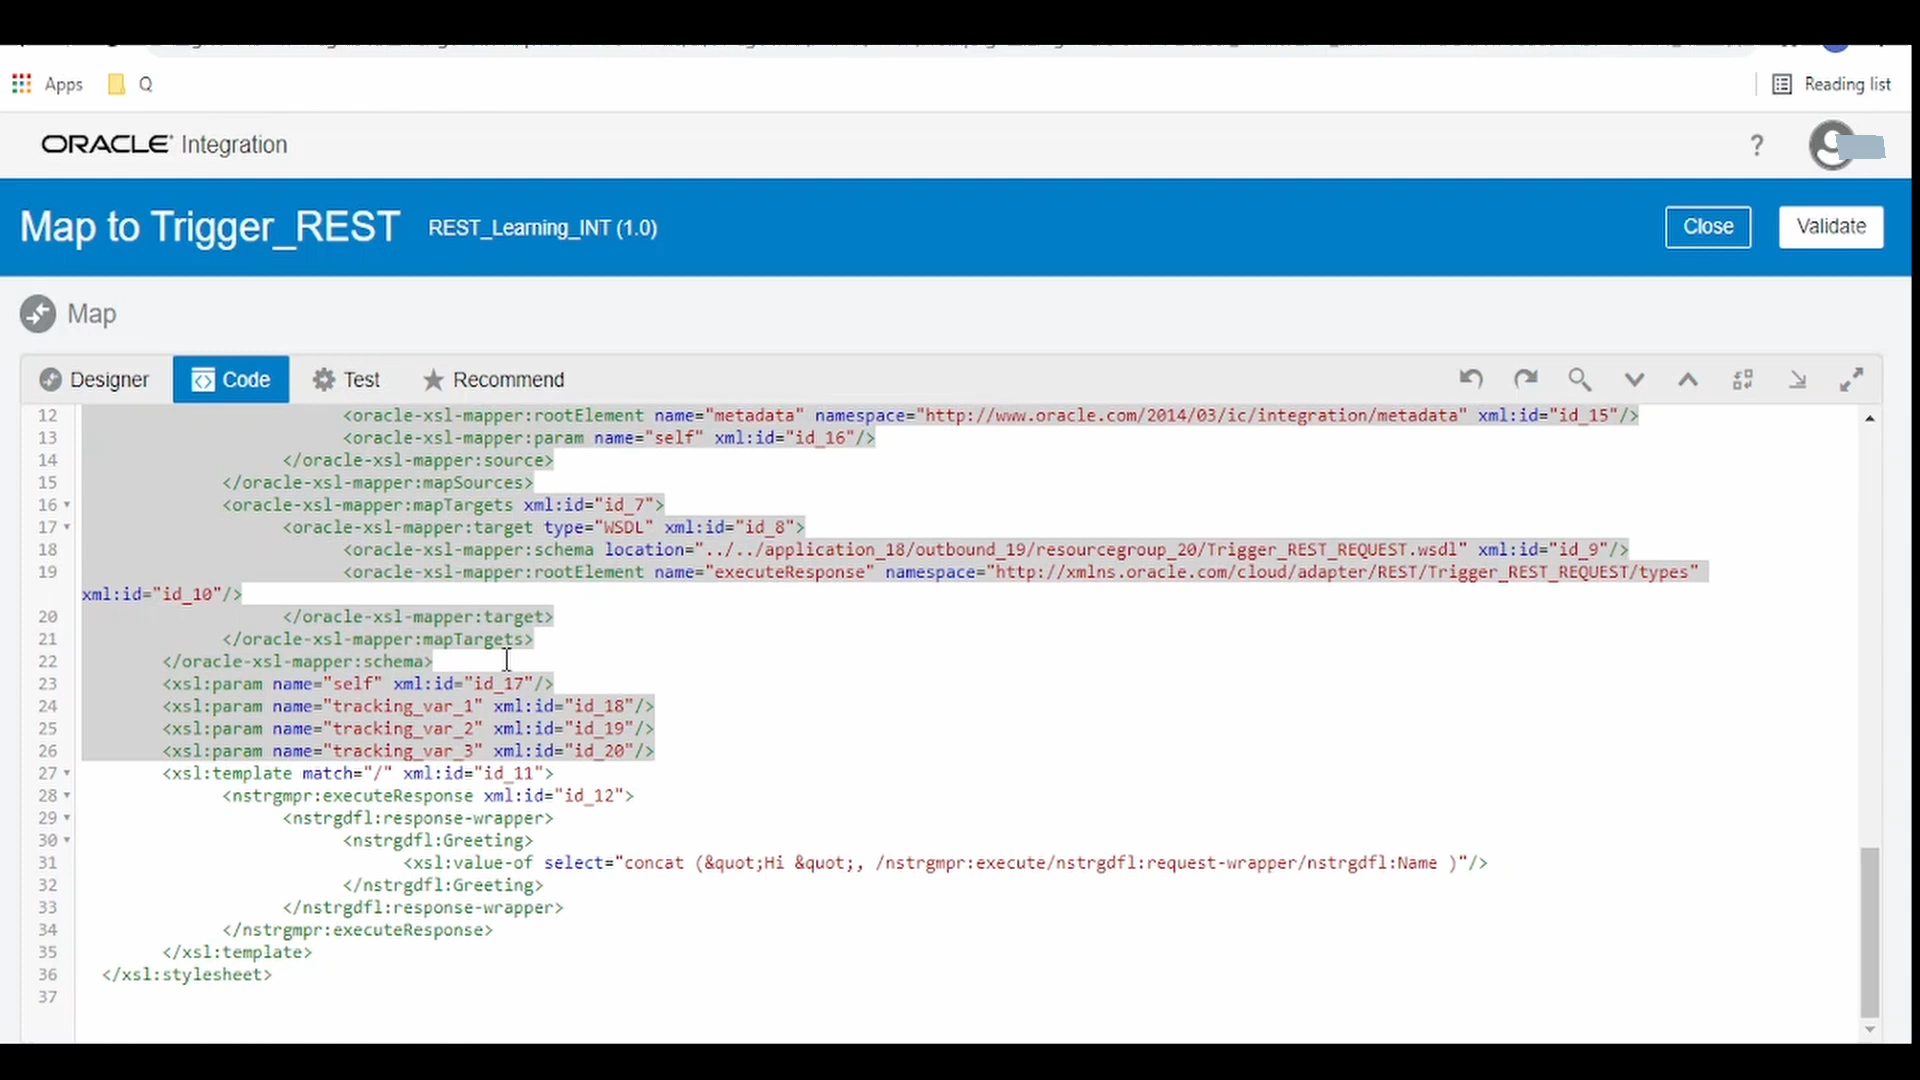 Apps Q Reading list
ORACLE Integration ?
Map to Trigger_REST REST_Learning_INT (1.0) Close Validate
Map
Designer Code Test Recommend
12 <oracle-xsl-mapper:rootElement name="metadata" namespace="http://www.oracle.com/2014/03/ic/integration/metadata" xml:id="id_15"/>
13 <oracle-xsl-mapper:param name="self" xml:id="id_16"/>
14 </oracle-xsl-mapper:source>
15 </oracle-xsl-mapper:mapSources>
16 <oracle-xsl-mapper:mapTargets xml:id="id_7">
17 <oracle-xsl-mapper:target type="WSDL" xml:id="id_8">
18 <oracle-xsl-mapper:schema location="../../application_18/outbound_19/resourcegroup_20/Trigger_REST_REQUEST.wsdl" xml:id="id_9"/>
19 <oracle-xsl-mapper:rootElement name="executeResponse" namespace="http://xmlns.oracle.com/cloud/adapter/REST/Trigger_REST_REQUEST/types"
xml:id="id_10"/>
20 </oracle-xsl-mapper:target>
21 </oracle-xsl-mapper:mapTargets>
22 </oracle-xsl-mapper:schema>
23 <xsl:param name="self" xml:id="id_17"/>
24 <xsl:param name="tracking_var_1" xml:id="id_18"/>
25 <xsl:param name="tracking_var_2" xml:id="id_19"/>
26 <xsl:param name="tracking_var_3" xml:id="id_20"/>
27 <xsl:template match="/" xml:id="id_11">
28 <nstrgmpr:executeResponse xml:id="id_12">
29 <nstrgdfl:response-wrapper>
30 <nstrgdfl:Greeting>
31 <xsl:value-of select="concat (&quot;Hi &quot;, /nstrgmpr:execute/nstrgdfl:request-wrapper/nstrgdfl:Name )"/>
32 </nstrgdfl:Greeting>
33 </nstrgdfl:response-wrapper>
34 </nstrgmpr:executeResponse>
35 </xsl:template>
36 </xsl:stylesheet>
37